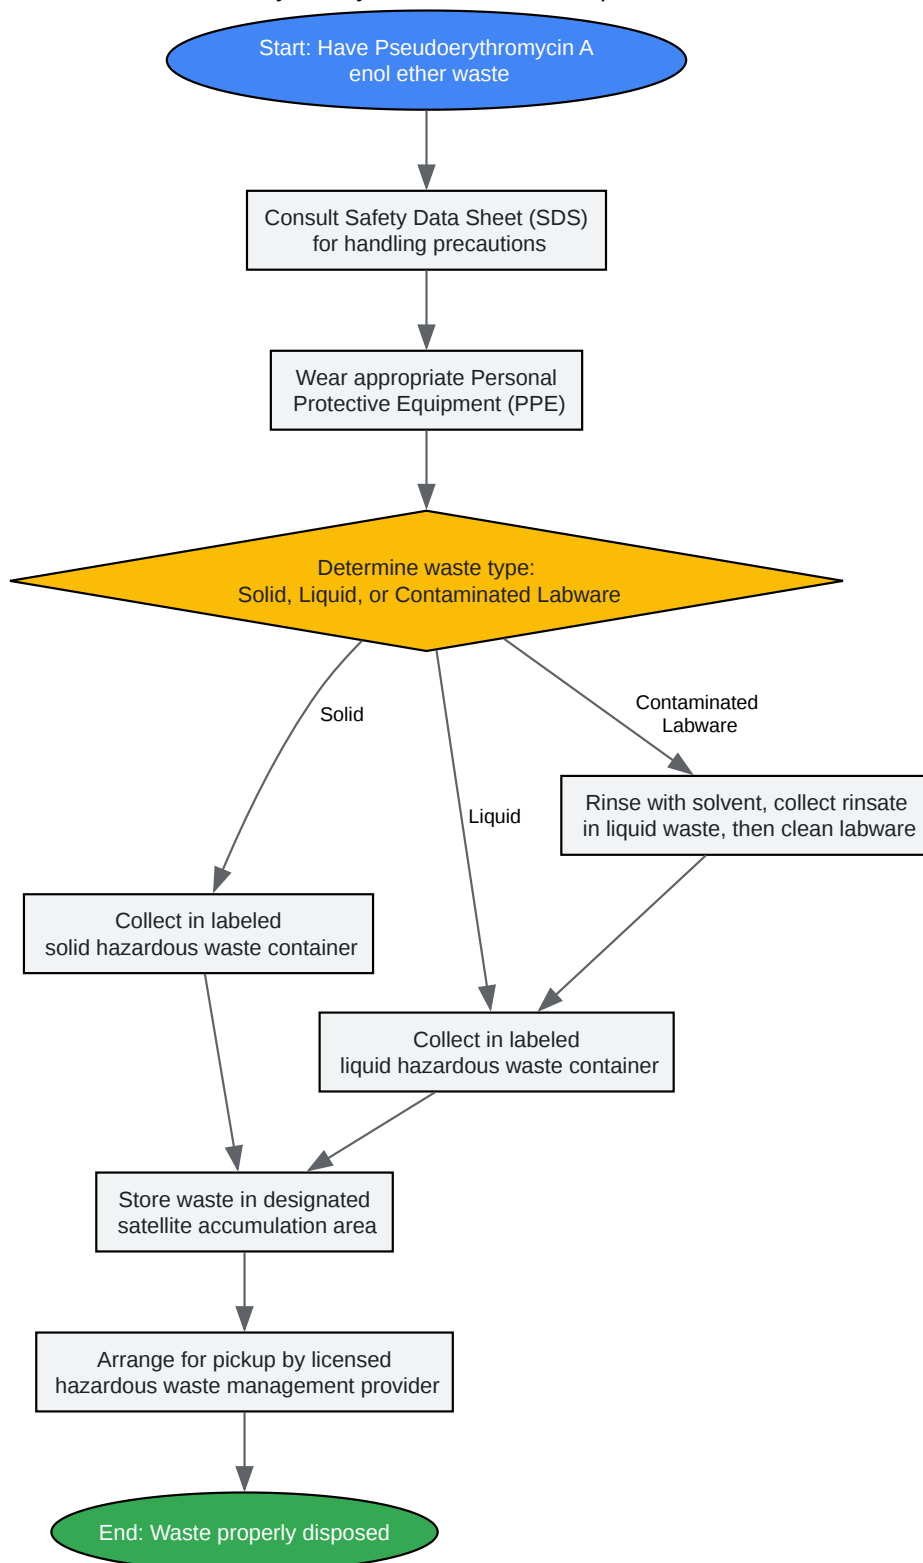 Start: Have Pseudoerythromycin A
enol ether waste
Consult Safety Data Sheet (SDS)
for handling precautions
Wear appropriate Personal
Protective Equipment (PPE)
Determine waste type:
Solid, Liquid, or Contaminated Labware
Solid
Contaminated
Labware
Liquid
Rinse with solvent, collect rinsate
in liquid waste, then clean labware
Collect in labeled
solid hazardous waste container
Collect in labeled
liquid hazardous waste container
Store waste in designated
satellite accumulation area
Arrange for pickup by licensed
hazardous waste management provider
End: Waste properly disposed